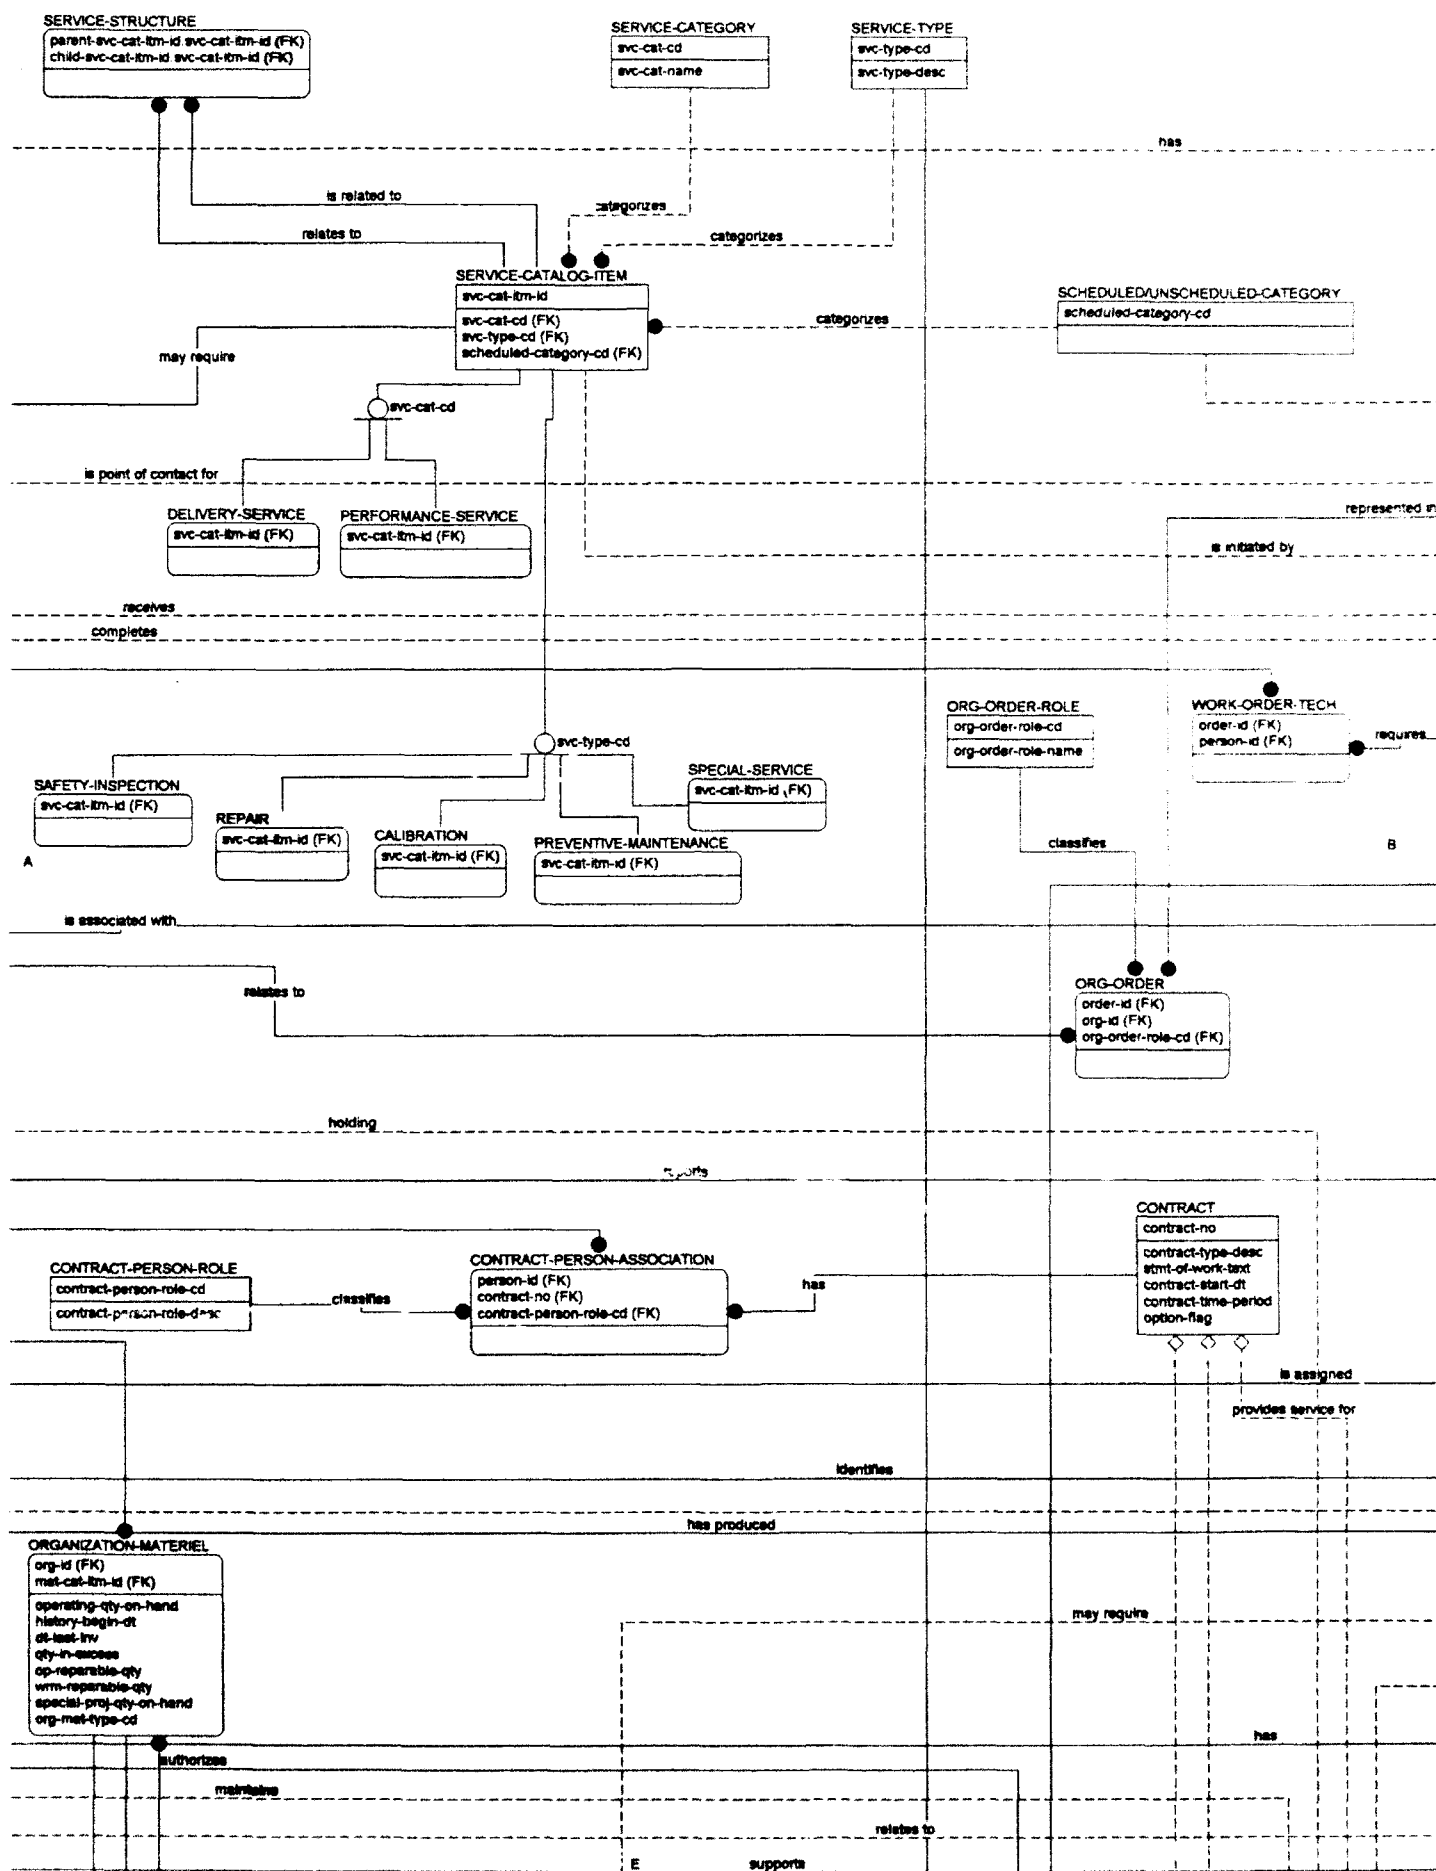 SERVICE-STRUCTURE
parent-svc-cat-itm-id.svc-cat-itm-id (FK)
child-svc-cat-itm-id.svc-cat-itm-id (FK)
SERVICE-CATEGORY
svc-cat-cd
svc-cat-name
SERVICE-TYPE
svc-type-cd
svc-type-desc
has
is related to
relates to
categorizes
categorizes
SERVICE-CATALOG-ITEM
svc-cat-itm-id
svc-cat-cd (FK)
svc-type-cd (FK)
scheduled-category-cd (FK)
categorizes
SCHEDULED/UNSCHEDULED-CATEGORY
scheduled-category-cd
may require
svc-cat-cd
is point of contact for
DELIVERY-SERVICE
svc-cat-itm-id (FK)
PERFORMANCE-SERVICE
svc-cat-itm-id (FK)
represented in
is initiated by
receives
completes
ORG-ORDER-ROLE
org-order-role-cd
org-order-role-name
WORK-ORDER-TECH
order-id (FK)
person-id (FK)
requires
svc-type-cd
SAFETY-INSPECTION
svc-cat-itm-id (FK)
REPAIR
svc-cat-itm-id (FK)
CALIBRATION
svc-cat-itm-id (FK)
PREVENTIVE-MAINTENANCE
svc-cat-itm-id (FK)
SPECIAL-SERVICE
svc-cat-itm-id (FK)
classifies
A
B
is associated with
relates to
ORG-ORDER
order-id (FK)
org-id (FK)
org-order-role-cd (FK)
holding
CONTRACT
contract-no
contract-type-desc
stmt-of-work-text
contract-start-dt
contract-time-period
option-flag
CONTRACT-PERSON-ROLE
contract-person-role-cd
contract-person-role-desc
classifies
CONTRACT-PERSON-ASSOCIATION
person-id (FK)
contract-no (FK)
contract-person-role-cd (FK)
has
is assigned
provides service for
identifies
has produced
ORGANIZATION-MATERIEL
org-id (FK)
mat-cat-itm-id (FK)
operating-qty-on-hand
history-begin-dt
dt-last-inv
qty-in-excess
op-reparable-qty
wrm-reparable-qty
special-proj-qty-on-hand
org-mat-type-cd
may require
has
authorizes
maintains
relates to
E
supports